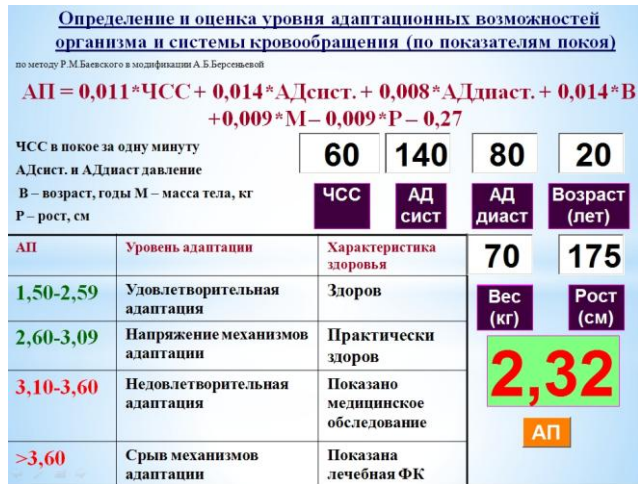 Определение и оценка уровня адаптационных возможностей
организма и системы кровообращения (по показателям покоя)
по методу Р.М.Баевского в модификации А.Б.Берсеньевой
АП = 0,011*ЧСС + 0,014*АДсист. + 0,008*АДдиаст. + 0,014*В
+0,009*М – 0,009*Р – 0,27
ЧСС в покое за одну минуту
АДсист. и АДдиаст давление
В – возраст, годы М – масса тела, кг
Р – рост, см
60 140 80 20
ЧСС АД сист АД диаст Возраст (лет)
70 175
Вес (кг) Рост (см)
АП Уровень адаптации Характеристика
здоровья
1,50-2,59 Удовлетворительная Здоров
адаптация
2,60-3,09 Напряжение механизмов Практически
адаптации здоров
3,10-3,60 Недовлетворительная Показано
адаптация медицинское
обследование
>3,60 Срыв механизмов Показана
адаптации лечебная ФК
2,32
АП